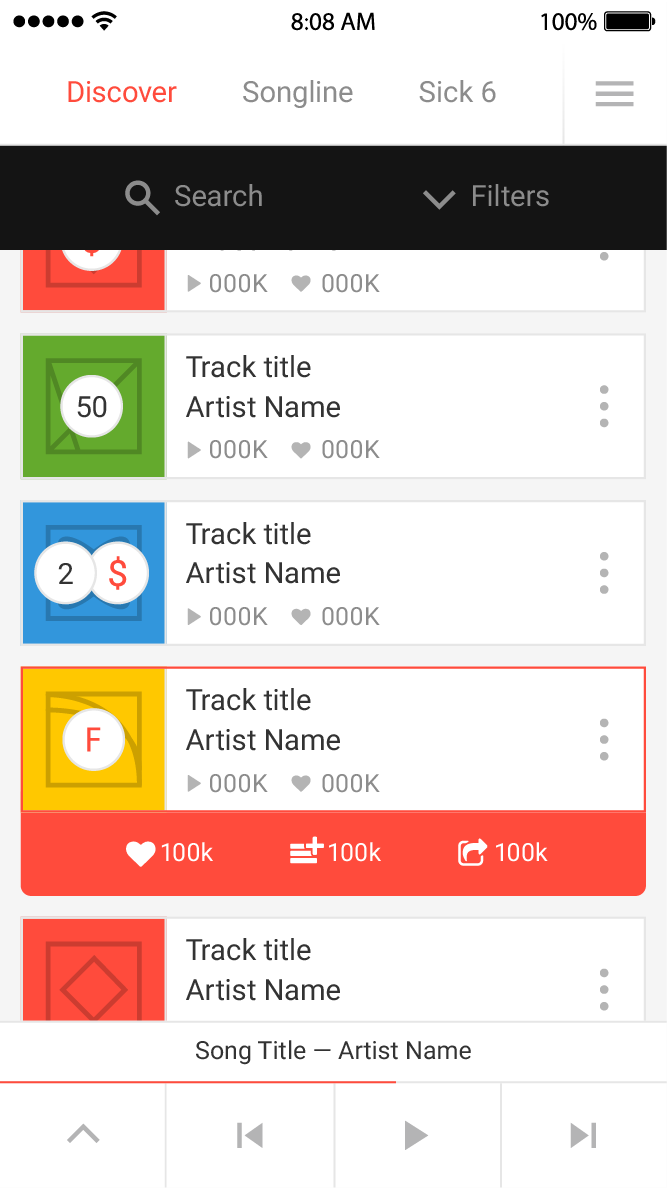 8:08 AM 100%
Discover Songline Sick 6
Search Filters
$
000K 000K
50
Track title
Artist Name
000K 000K
2 $
Track title
Artist Name
000K 000K
F
Track title
Artist Name
000K 000K
100k 100k 100k
Track title
Artist Name
Song Title — Artist Name